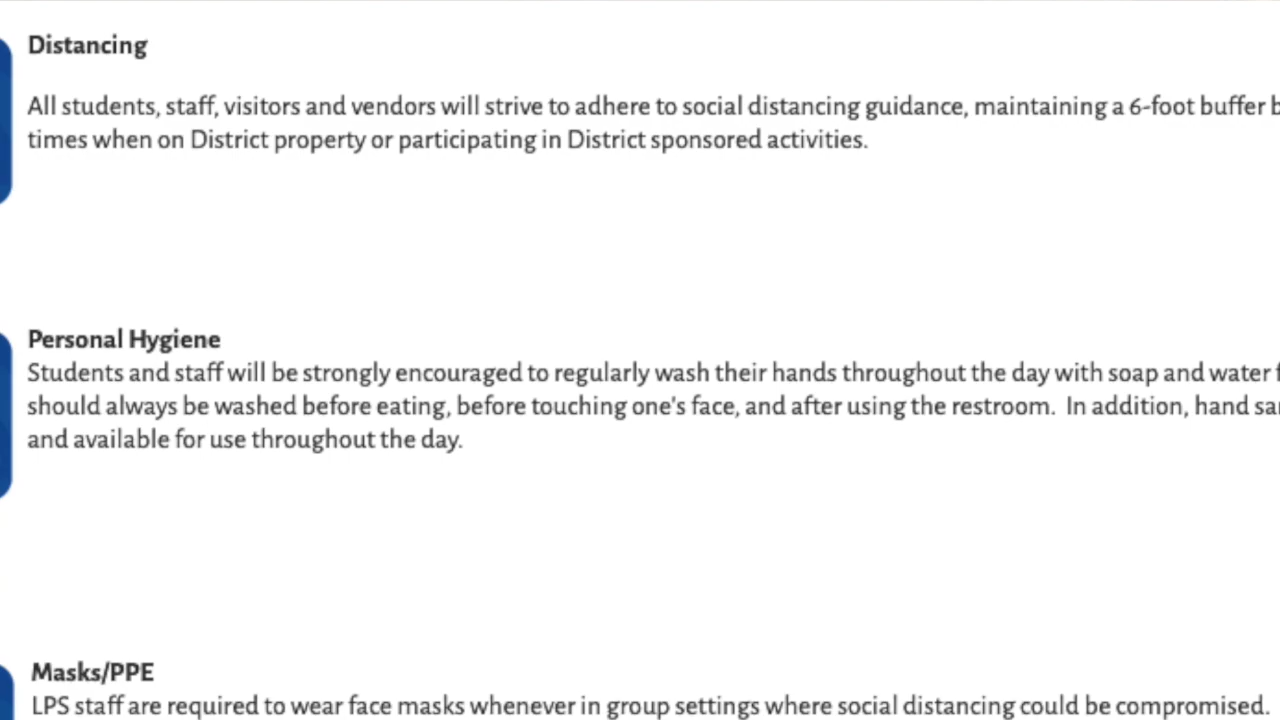 Distancing
All students, staff, visitors and vendors will strive to adhere to social distancing guidance, maintaining a 6-foot buffer
times when on District property or participating in District sponsored activities.
Personal Hygiene
Students and staff will be strongly encouraged to regularly wash their hands throughout the day with soap and water
should always be washed before eating, before touching one's face, and after using the restroom.  In addition, hand
and available for use throughout the day.
Masks/PPE
LPS staff are required to wear face masks whenever in group settings where social distancing could be compromised.